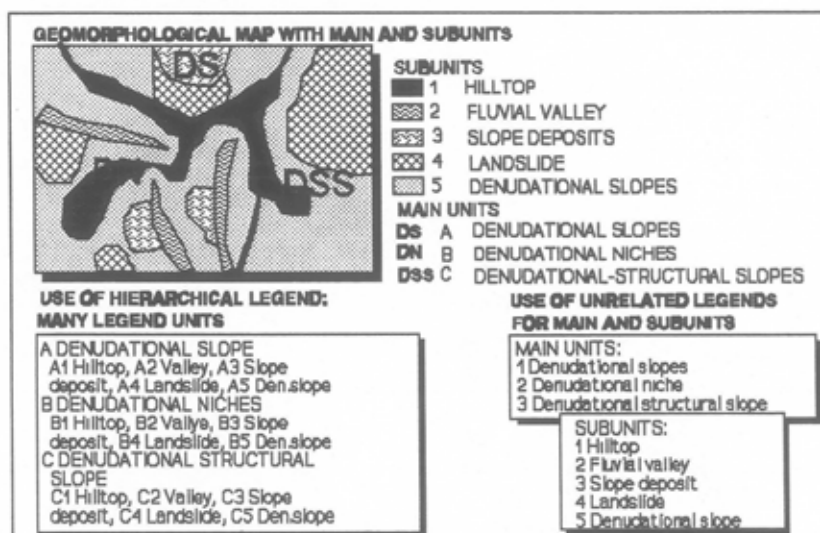 GEOMORPHOLOGICAL MAP WITH MAIN AND SUBUNITS
DS
DSS
SUBUNITS
1 HILLTOP
2 FLUVIAL VALLEY
3 SLOPE DEPOSITS
4 LANDSLIDE
5 DENUDATIONAL SLOPES
MAIN UNITS
DS A DENUDATIONAL SLOPES
DN B DENUDATIONAL NICHES
DSS C DENUDATIONAL-STRUCTURAL SLOPES
USE OF HIERARCHICAL LEGEND:
MANY LEGEND UNITS
A DENUDATIONAL SLOPE
A1 Hilltop, A2 Valley, A3 Slope
deposit, A4 Landslide, A5 Den.slope
B DENUDATIONAL NICHES
B1 Hilltop, B2 Vallye, B3 Slope
deposit, B4 Landslide, B5 Den.slope
C DENUDATIONAL STRUCTURAL
SLOPE
C1 Hilltop, C2 Valley, C3 Slope
deposit, C4 Landslide, C5 Den.slope
USE OF UNRELATED LEGENDS
FOR MAIN AND SUBUNITS
MAIN UNITS:
1 Denudational slopes
2 Denudational niche
3 Denudational structural slope
SUBUNITS:
1 Hilltop
2 Fluvial valley
3 Slope deposit
4 Landslide
5 Denudational slope